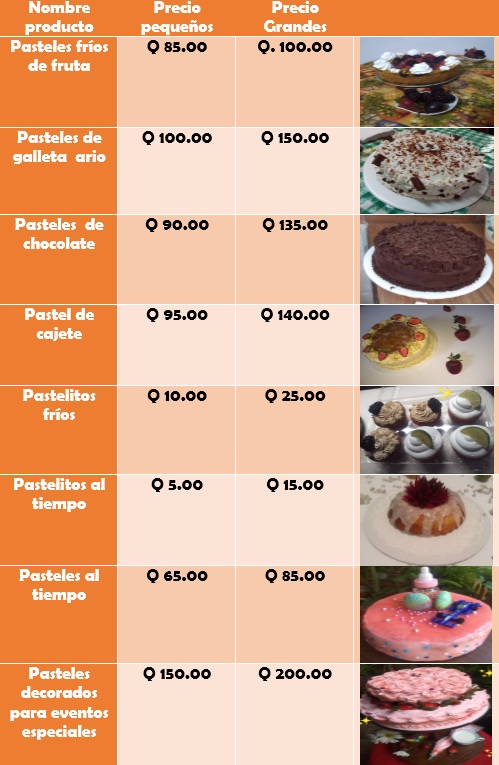 Nombre
producto
Precio
pequeños
Precio
Grandes
Pasteles fríos
de fruta
Q 85.00
Q. 100.00
Pasteles de
galleta ario
Q 100.00
Q 150.00
Pasteles de
chocolate
Q 90.00
Q 135.00
Pastel de
cajete
Q 95.00
Q 140.00
Pastelitos
fríos
Q 10.00
Q 25.00
Pastelitos al
tiempo
Q 5.00
Q 15.00
Pasteles al
tiempo
Q 65.00
Q 85.00
Pasteles
decorados
para eventos
especiales
Q 150.00
Q 200.00